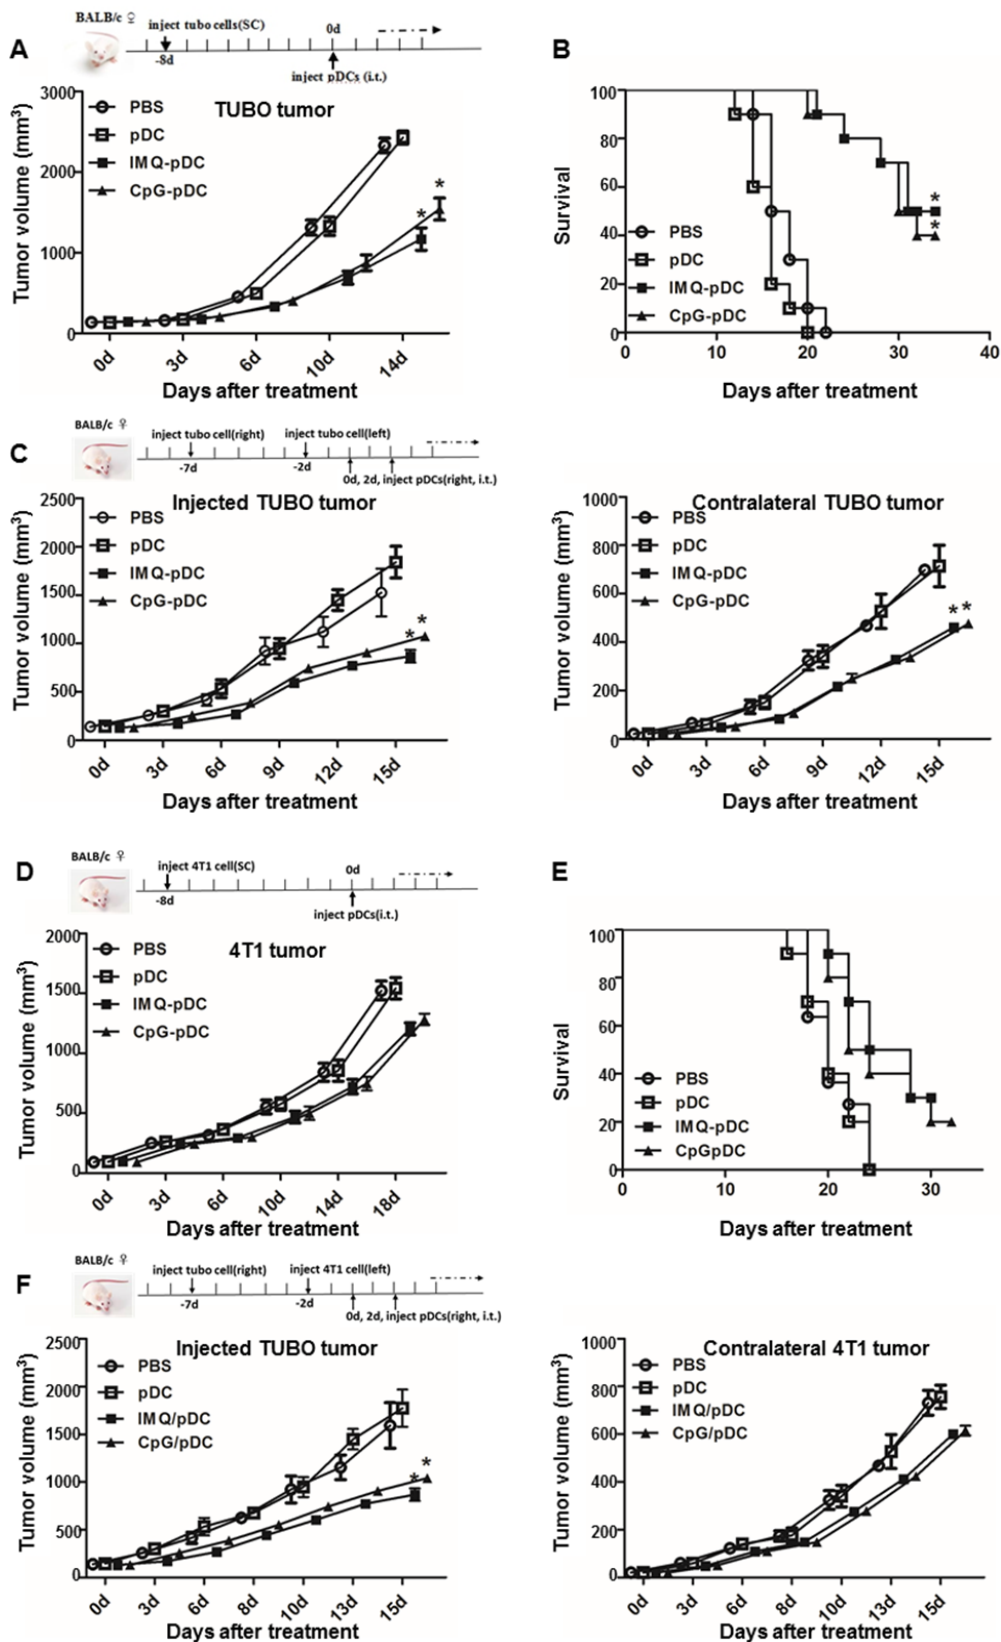 A
BALB/c ♀
inject tubo cells(SC)
0d
-8d
inject pDCs (i.t.)
TUBO tumor
PBS
pDC
IMQ-pDC
CpG-pDC
Tumor volume (mm³)
3000
2000
1000
0
* *
0d 3d 6d 10d 14d
Days after treatment
B
Survival
100
80
60
40
20
0
PBS
pDC
IMQ-pDC
CpG-pDC
*
*
0 10 20 30 40
Days after treatment
C
BALB/c ♀
inject tubo cell(right)
inject tubo cell(left)
-7d
-2d
0d, 2d, inject pDCs(right, i.t.)
Injected TUBO tumor
PBS
pDC
IMQ-pDC
CpG-pDC
Tumor volume (mm³)
2500
2000
1500
1000
500
0
* *
0d 3d 6d 9d 12d 15d
Days after treatment
Contralateral TUBO tumor
PBS
pDC
IMQ-pDC
CpG-pDC
Tumor volume (mm³)
1000
800
600
400
200
0
* *
0d 3d 6d 9d 12d 15d
Days after treatment
D
BALB/c ♀
inject 4T1 cell(SC)
0d
-8d
inject pDCs(i.t.)
4T1 tumor
PBS
pDC
IMQ-pDC
CpG-pDC
Tumor volume (mm³)
2000
1500
1000
500
0
0d 3d 6d 10d 14d 18d
Days after treatment
E
Survival
100
80
60
40
20
0
PBS
pDC
IMQ-pDC
CpGpDC
0 10 20 30
Days after treatment
F
BALB/c ♀
inject tubo cell(right)
inject 4T1 cell(left)
-7d
-2d
0d, 2d, inject pDCs(right, i.t.)
Injected TUBO tumor
PBS
pDC
IMQ/pDC
CpG/pDC
Tumor volume (mm³)
2500
2000
1500
1000
500
0
* *
0d 3d 6d 8d 10d 13d 15d
Days after treatment
Contralateral 4T1 tumor
PBS
pDC
IMQ/pDC
CpG/pDC
Tumor volume (mm³)
1000
800
600
400
200
0
0d 3d 6d 8d 10d 13d 15d
Days after treatment